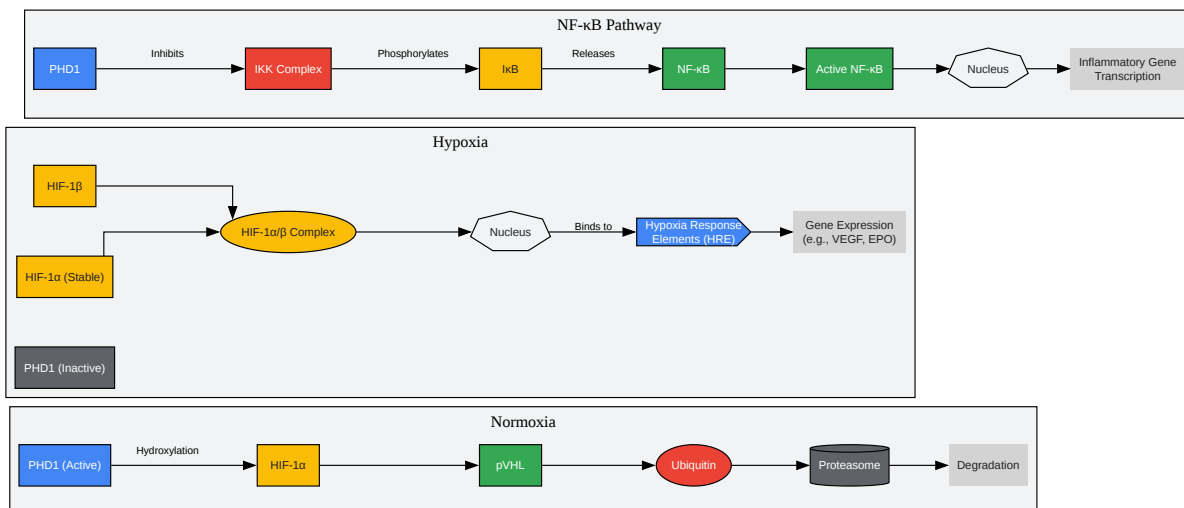 NF-κB Pathway
PHD1
Inhibits
IKK Complex
Phosphorylates
IκB
Releases
NF-κB
Active NF-κB
Nucleus
Inflammatory Gene
Transcription
Hypoxia
HIF-1β
HIF-1α (Stable)
HIF-1α/β Complex
Nucleus
Binds to
Hypoxia Response
Elements (HRE)
Gene Expression
(e.g., VEGF, EPO)
PHD1 (Inactive)
Normoxia
PHD1 (Active)
Hydroxylation
HIF-1α
pVHL
Ubiquitin
Proteasome
Degradation